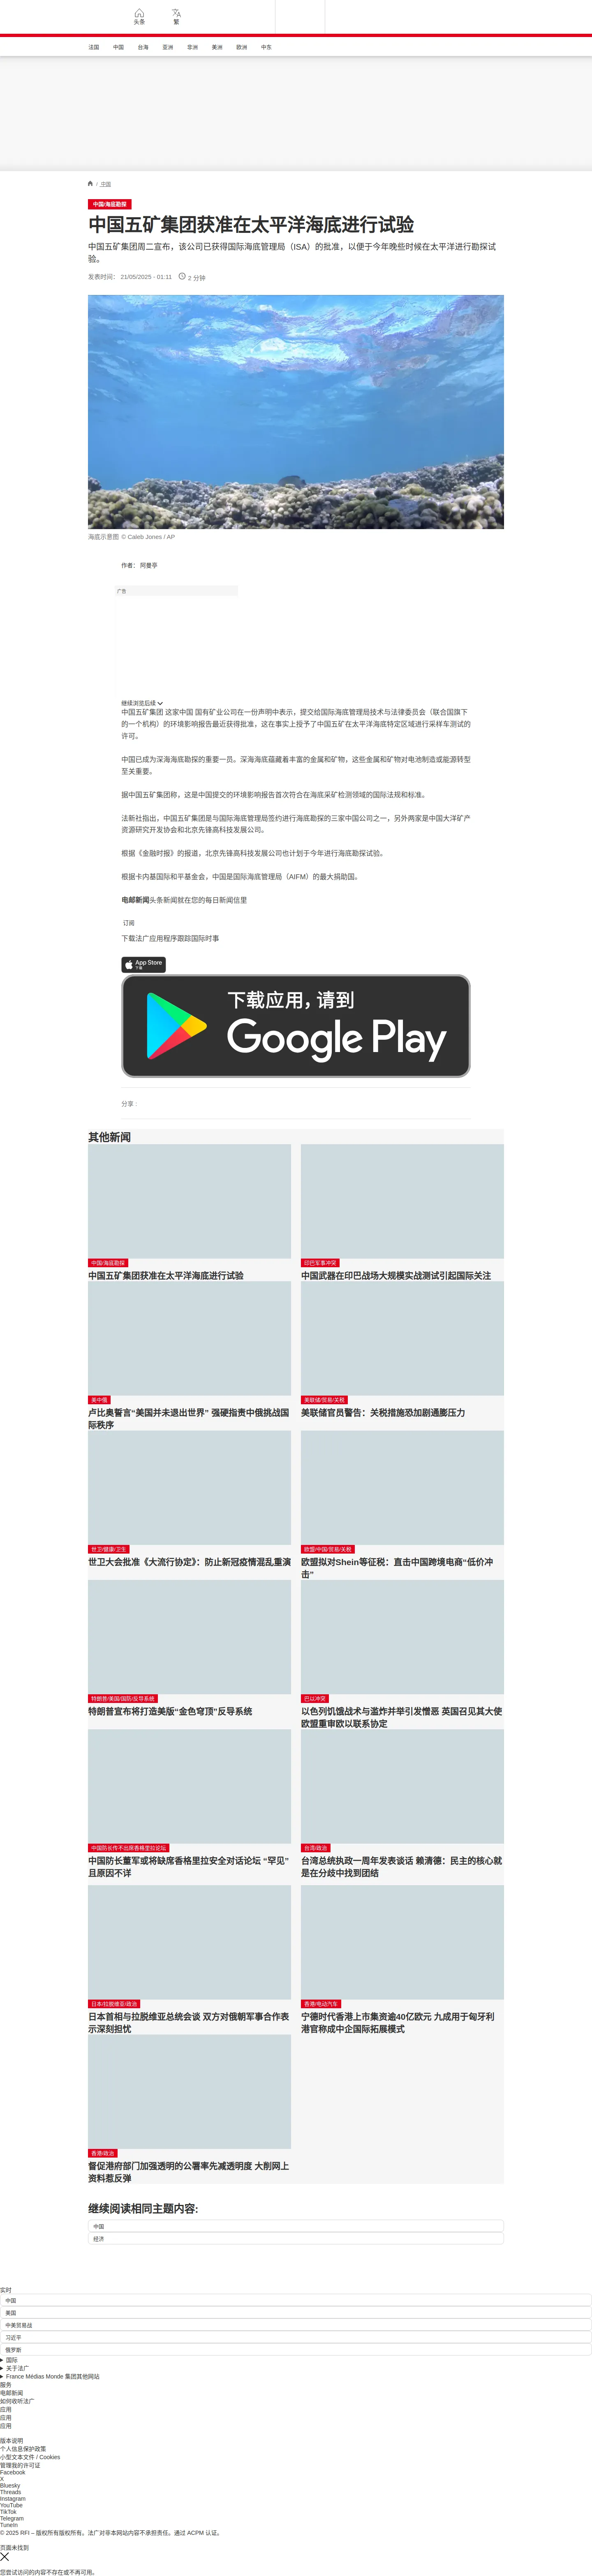 头条
繁
法国
中国
台海
亚洲
非洲
美洲
欧洲
中东
/ 中国
中国/海底勘探
中国五矿集团获准在太平洋海底进行试验
中国五矿集团周二宣布，该公司已获得国际海底管理局（ISA）的批准，以便于今年晚些时候在太平洋进行勘探试
验。
发表时间： 21/05/2025 - 01:11
2 分钟
海底示意图 © Caleb Jones / AP
作者： 阿曼亭
广告
继续浏览后续
中国五矿集团 这家中国 国有矿业公司在一份声明中表示，提交给国际海底管理局技术与法律委员会（联合国旗下
的一个机构）的环境影响报告最近获得批准，这在事实上授予了中国五矿在太平洋海底特定区域进行采样车测试的
许可。
中国已成为深海海底勘探的重要一员。深海海底蕴藏着丰富的金属和矿物，这些金属和矿物对电池制造或能源转型
至关重要。
据中国五矿集团称，这是中国提交的环境影响报告首次符合在海底采矿检测领域的国际法规和标准。
法新社指出，中国五矿集团是与国际海底管理局签约进行海底勘探的三家中国公司之一，另外两家是中国大洋矿产
资源研究开发协会和北京先锋高科技发展公司。
根据《金融时报》的报道，北京先锋高科技发展公司也计划于今年进行海底勘探试验。
根据卡内基国际和平基金会，中国是国际海底管理局（AIFM）的最大捐助国。
电邮新闻头条新闻就在您的每日新闻信里
订阅
下载法广应用程序跟踪国际时事
App Store
下载
下载应用，请到
Google Play
分享 :
其他新闻
中国/海底勘探
中国五矿集团获准在太平洋海底进行试验
印巴军事冲突
中国武器在印巴战场大规模实战测试引起国际关注
美中俄
卢比奥誓言“美国并未退出世界” 强硬指责中俄挑战国
际秩序
美联储/贸易/关税
美联储官员警告：关税措施恐加剧通膨压力
世卫/健康/卫生
世卫大会批准《大流行协定》：防止新冠疫情混乱重演
欧盟/中国/贸易/关税
欧盟拟对Shein等征税：直击中国跨境电商“低价冲
击”
特朗普/美国/国防/反导系统
特朗普宣布将打造美版“金色穹顶”反导系统
巴以冲突
以色列饥饿战术与滥炸并举引发憎恶 英国召见其大使
欧盟重审欧以联系协定
中国防长传不出席香格里拉论坛
中国防长董军或将缺席香格里拉安全对话论坛 “罕见”
且原因不详
台湾/政治
台湾总统执政一周年发表谈话 赖清德：民主的核心就
是在分歧中找到团结
日本/拉脱维亚/政治
日本首相与拉脱维亚总统会谈 双方对俄朝军事合作表
示深刻担忧
香港/电动汽车
宁德时代香港上市集资逾40亿欧元 九成用于匈牙利
港官称成中企国际拓展模式
香港/政治
督促港府部门加强透明的公署率先减透明度 大削网上
资料惹反弹
继续阅读相同主题内容:
中国
经济
实时
中国
美国
中美贸易战
习近平
俄罗斯
国际
关于法广
France Médias Monde 集团其他网站
服务
电邮新闻
如何收听法广
应用
应用
应用
版本说明
个人信息保护政策
小型文本文件 / Cookies
管理我的许可证
Facebook
X
Bluesky
Threads
Instagram
YouTube
TikTok
Telegram
TuneIn
© 2025 RFI – 版权所有版权所有。法广对非本网站内容不承担责任。通过 ACPM 认证。
页面未找到
您尝试访问的内容不存在或不再可用。